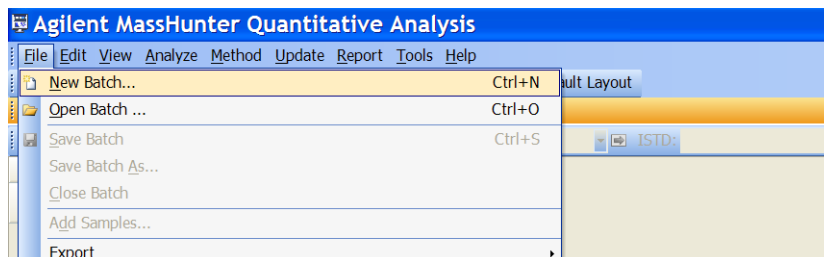 Agilent MassHunter Quantitative Analysis
File Edit View Analyze Method Update Report Tools Help
New Batch... Ctrl+N ault Layout
Open Batch ... Ctrl+O
Save Batch Ctrl+S ISTD:
Save Batch As...
Close Batch
Add Samples...
Export